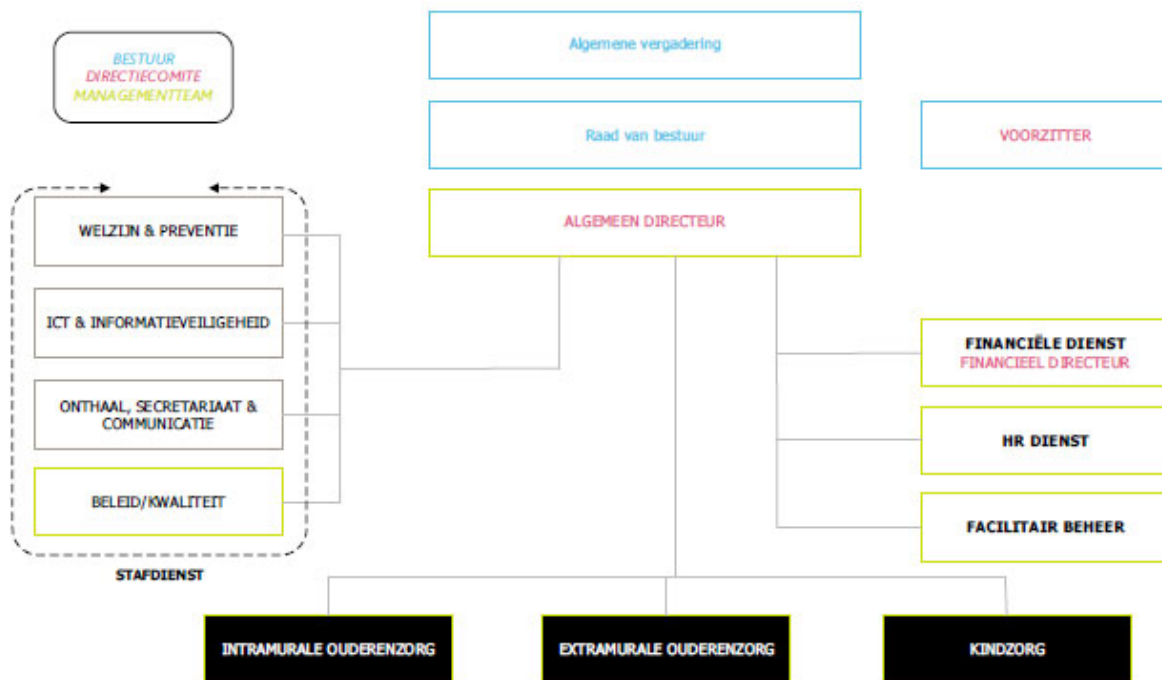 BESTUUR
DIRECTIECOMITE
MANAGEMENTTEAM
Algemene vergadering
Raad van bestuur
VOORZITTER
ALGEMEEN DIRECTEUR
WELZIJN & PREVENTIE
ICT & INFORMATIEVEILIGEHEID
ONTHAAL, SECRETARIAAT &
COMMUNICATIE
BELEID/KWALITEIT
STAFDIENST
FINANCIËLE DIENST
FINANCIEEL DIRECTEUR
HR DIENST
FACILITAIR BEHEER
INTRAMURALE OUDERENZORG
EXTRAMURALE OUDERENZORG
KINDZORG